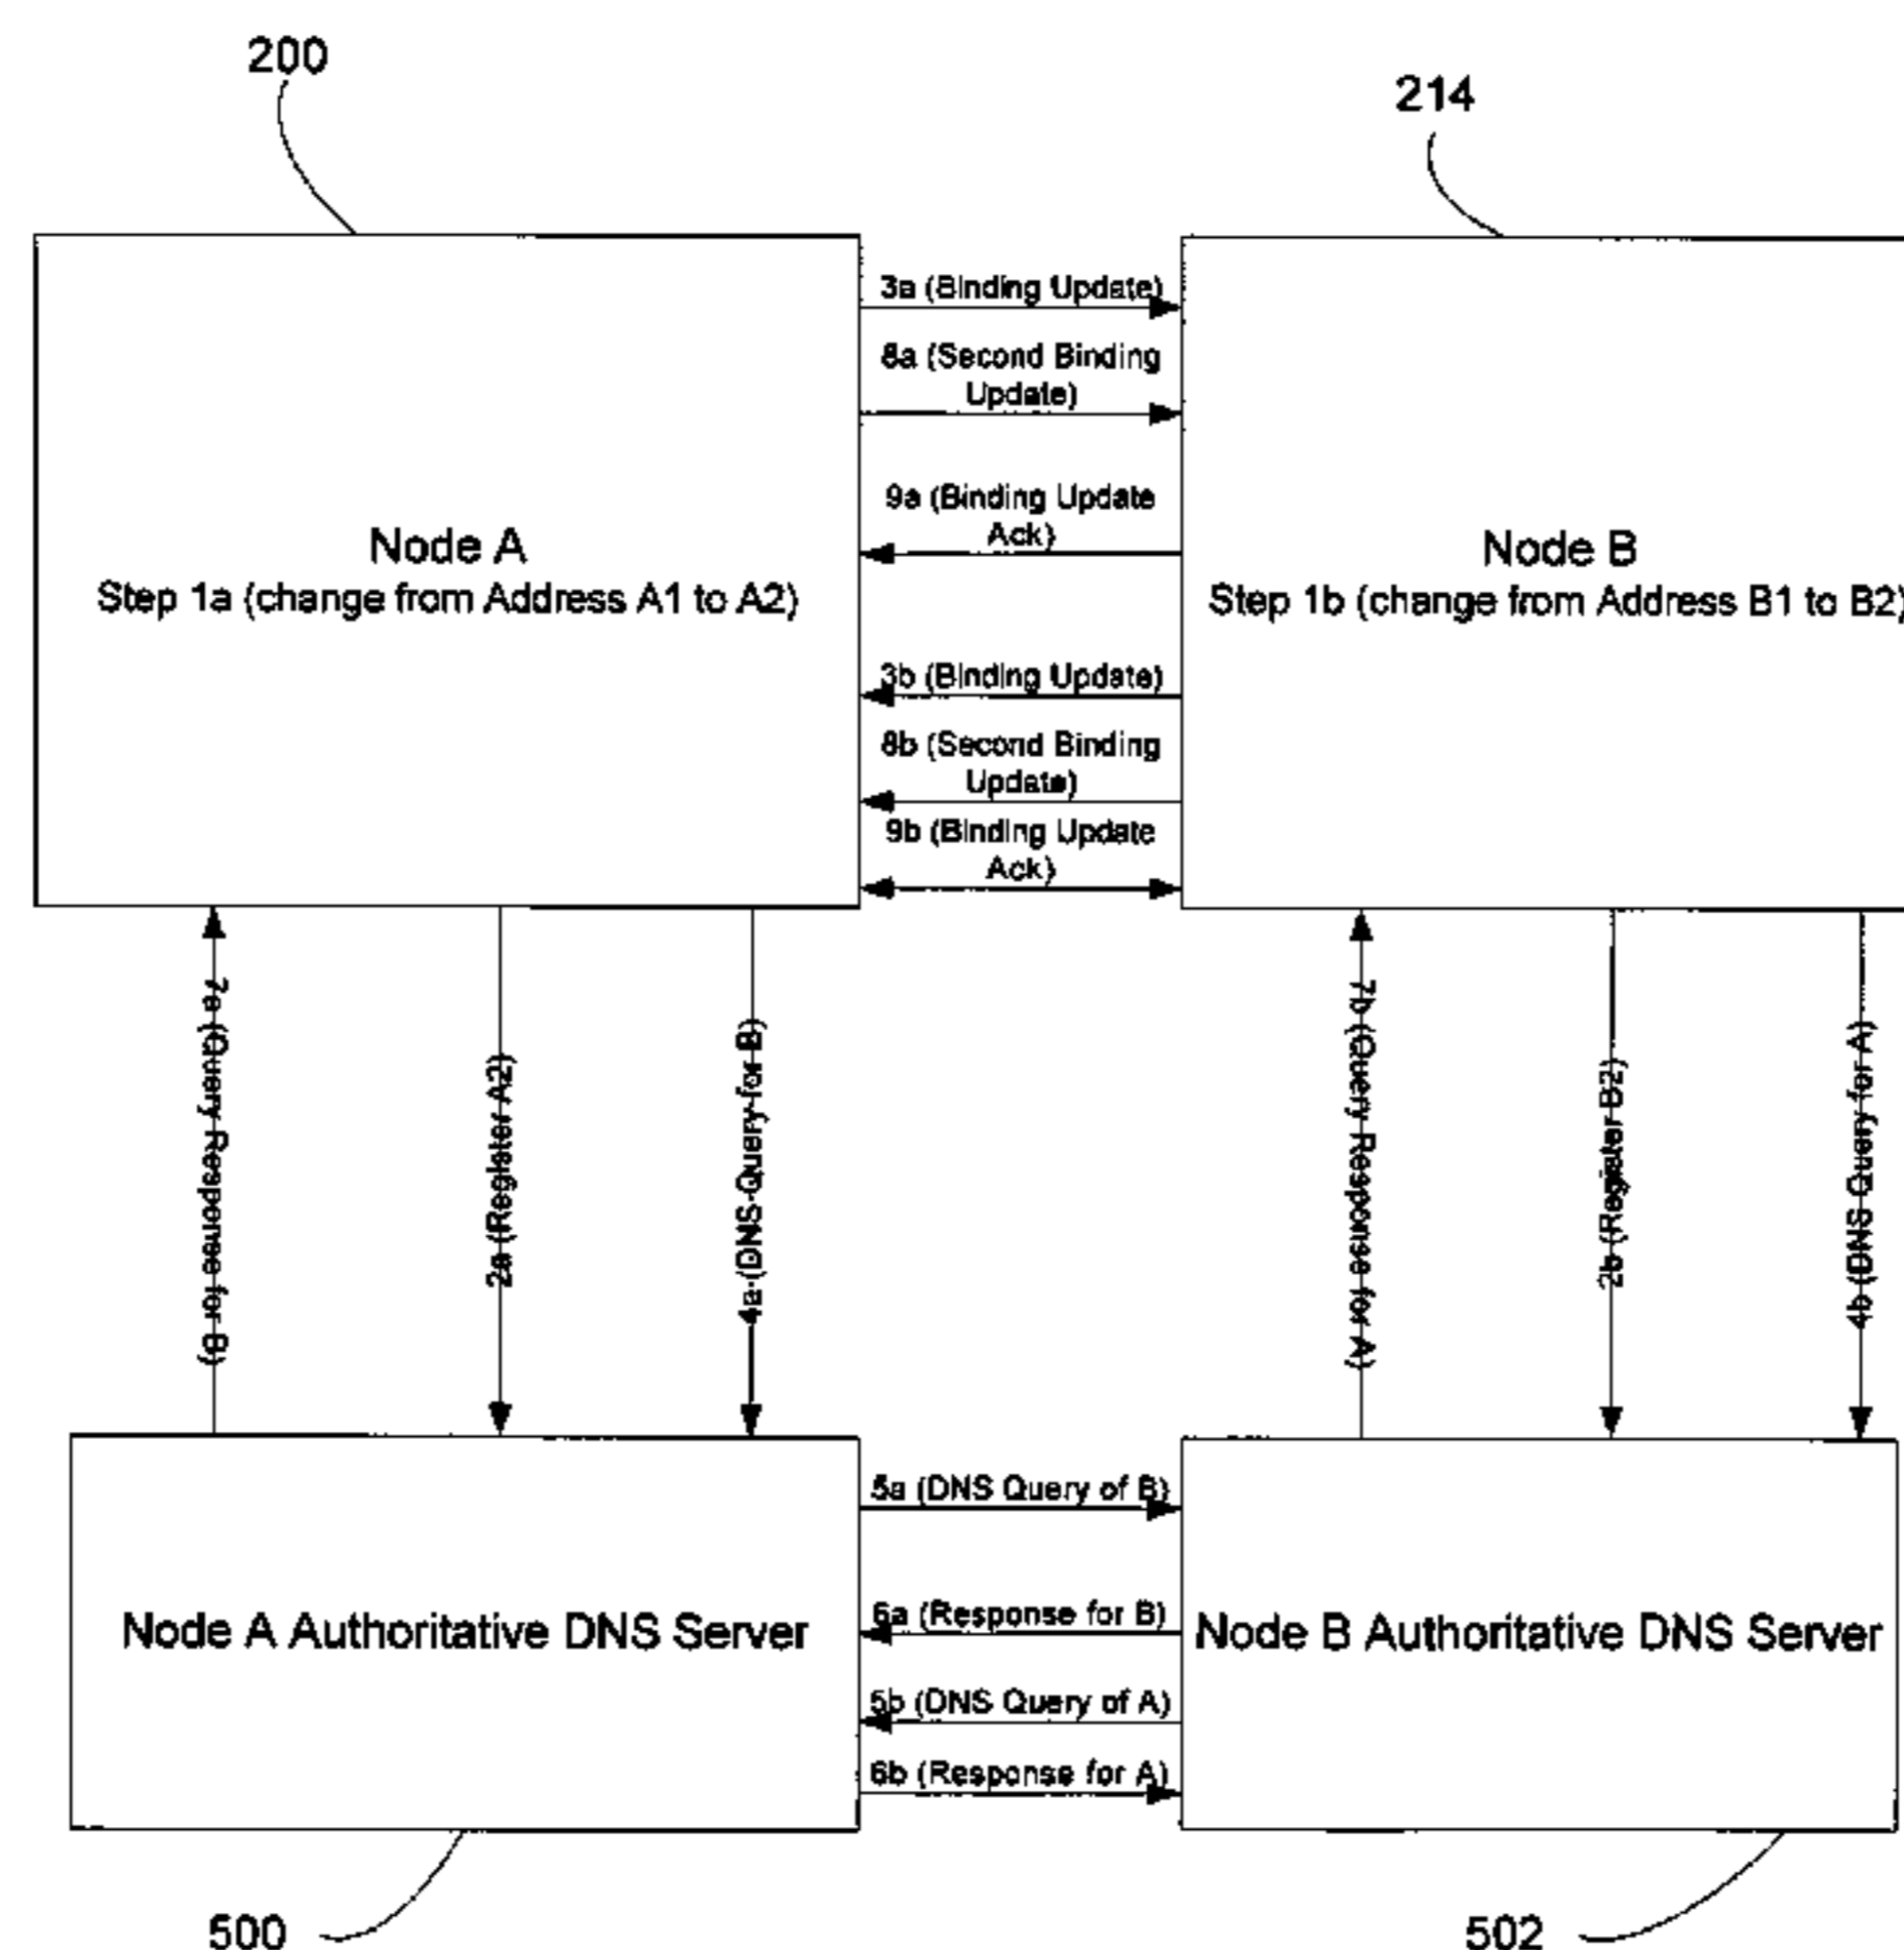 200
214
3a (Binding Update)
8a (Second Binding
Update)
9a (Binding Update
Ack)
Node A
Step 1a (change from Address A1 to A2)
Node B
Step 1b (change from Address B1 to B2)
3b (Binding Update)
8b (Second Binding
Update)
9b (Binding Update
Ack)
7a (Query Response for B)
2a (Register A2)
4a (DNS Query for B)
7b (Query Response for A)
2b (Register B2)
4b (DNS Query for A)
5a (DNS Query of B)
6a (Response for B)
Node A Authoritative DNS Server
Node B Authoritative DNS Server
5b (DNS Query of A)
6b (Response for A)
500
502